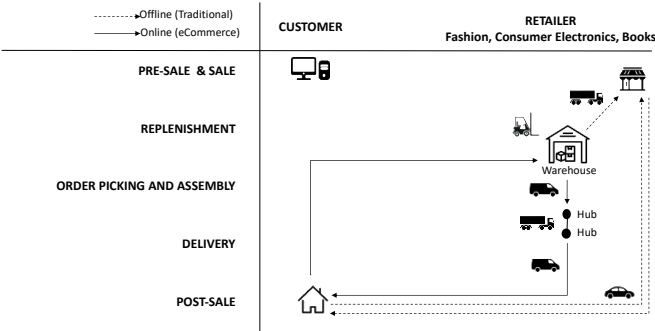 Offline (Traditional)
Online (eCommerce)
CUSTOMER
RETAILER
Fashion, Consumer Electronics, Books
PRE-SALE & SALE
REPLENISHMENT
Warehouse
ORDER PICKING AND ASSEMBLY
Hub
Hub
DELIVERY
POST-SALE